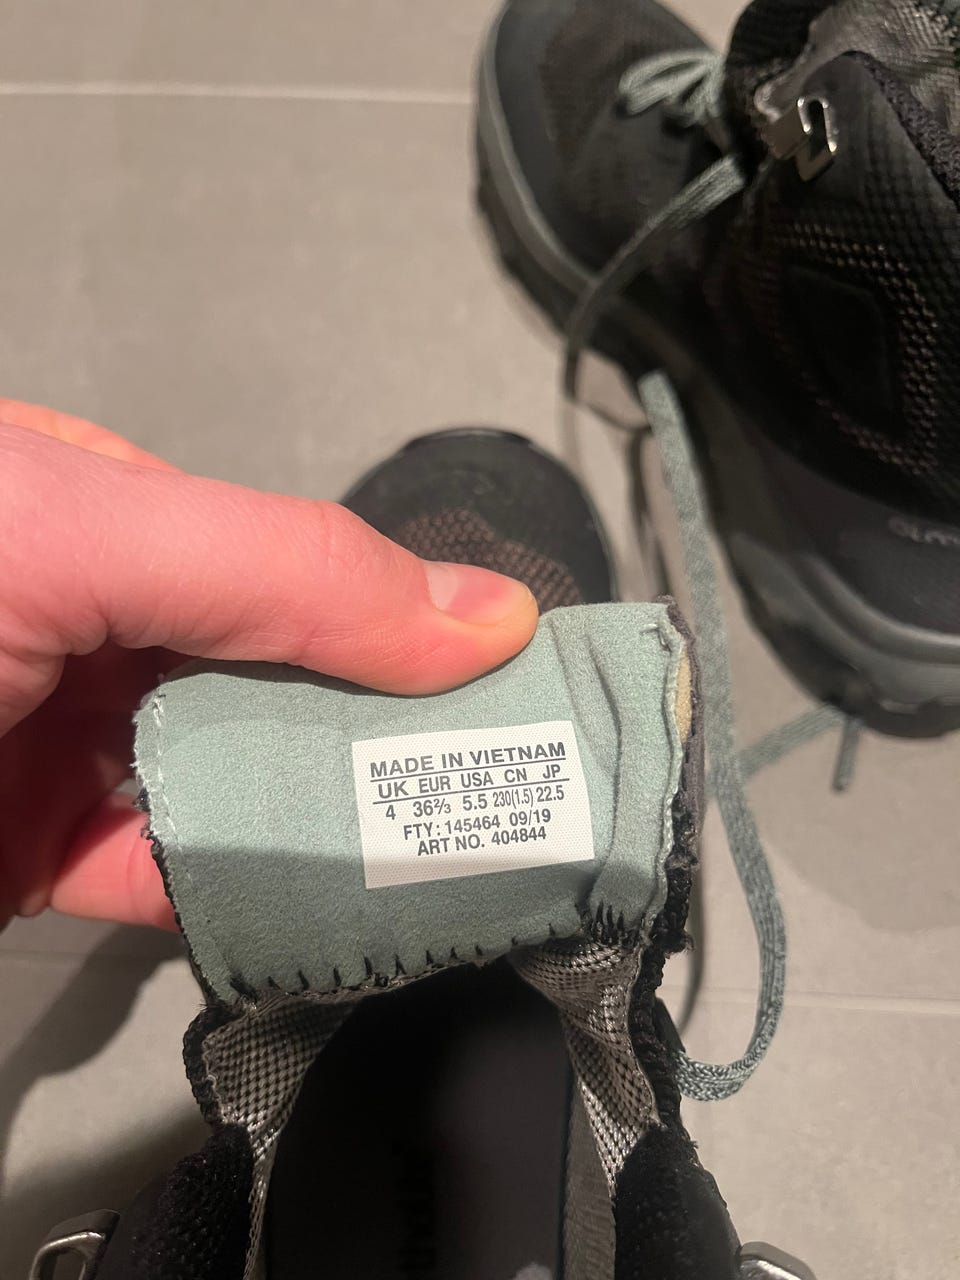 MADE IN VIETNAM
UK EUR USA CN JP
4 36⅔ 5.5 230(1.5) 22.5
FTY: 145464 09/19
ART NO. 404844